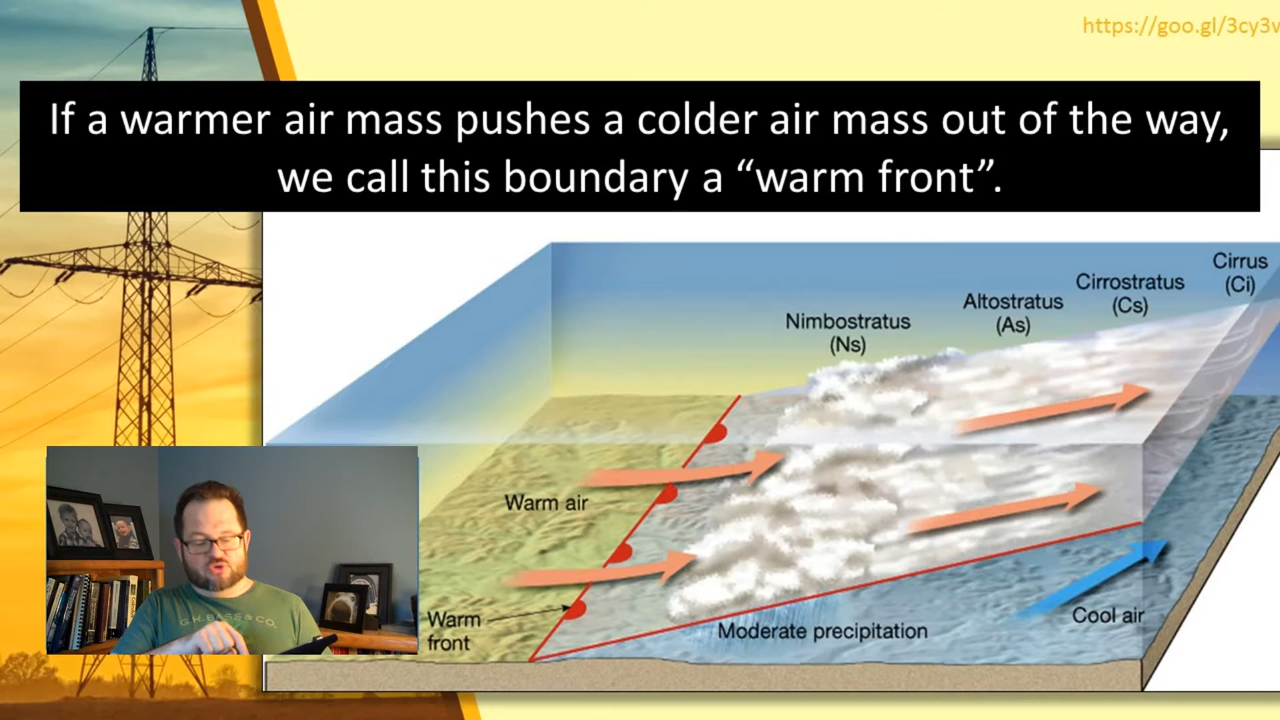 https://goo.gl/3cy3v
If a warmer air mass pushes a colder air mass out of the way,
we call this boundary a “warm front”.
Cirrus
(Ci)
Cirrostratus
(Cs)
Altostratus
(As)
Nimbostratus
(Ns)
Warm air
G.H. BASS & CO.
Warm
front
Cool air
Moderate precipitation